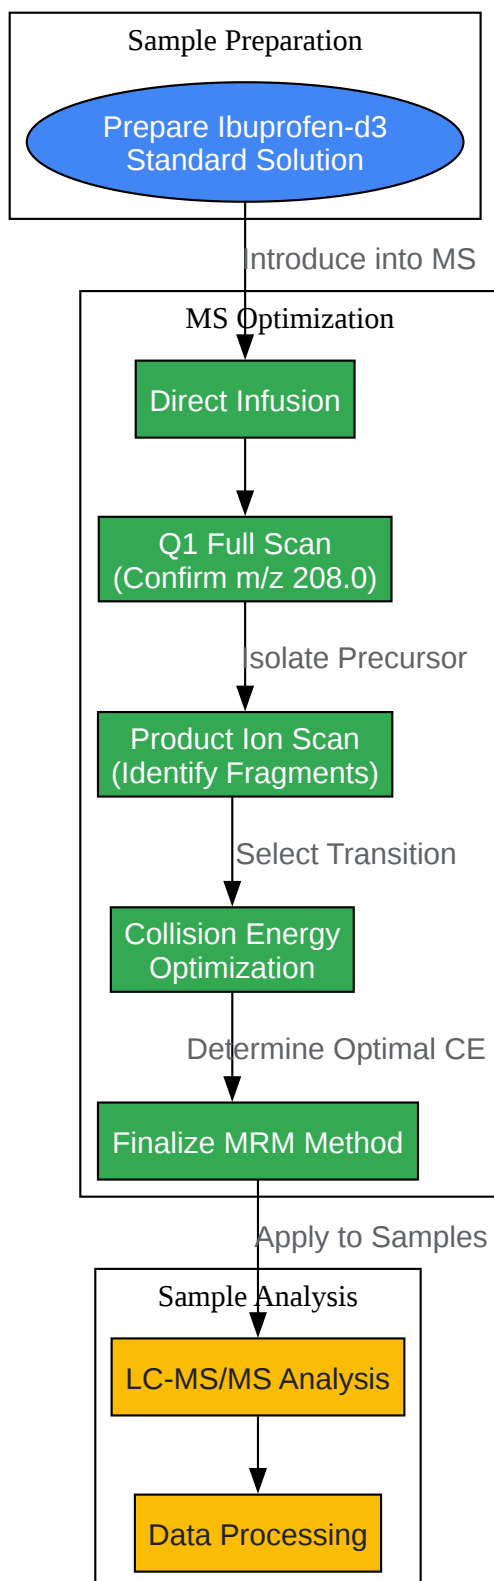 Sample Preparation
Prepare Ibuprofen-d3
Standard Solution
Introduce into MS
MS Optimization
Direct Infusion
Q1 Full Scan
(Confirm m/z 208.0)
Isolate Precursor
Product Ion Scan
(Identify Fragments)
Select Transition
Collision Energy
Optimization
Determine Optimal CE
Finalize MRM Method
Apply to Samples
Sample Analysis
LC-MS/MS Analysis
Data Processing